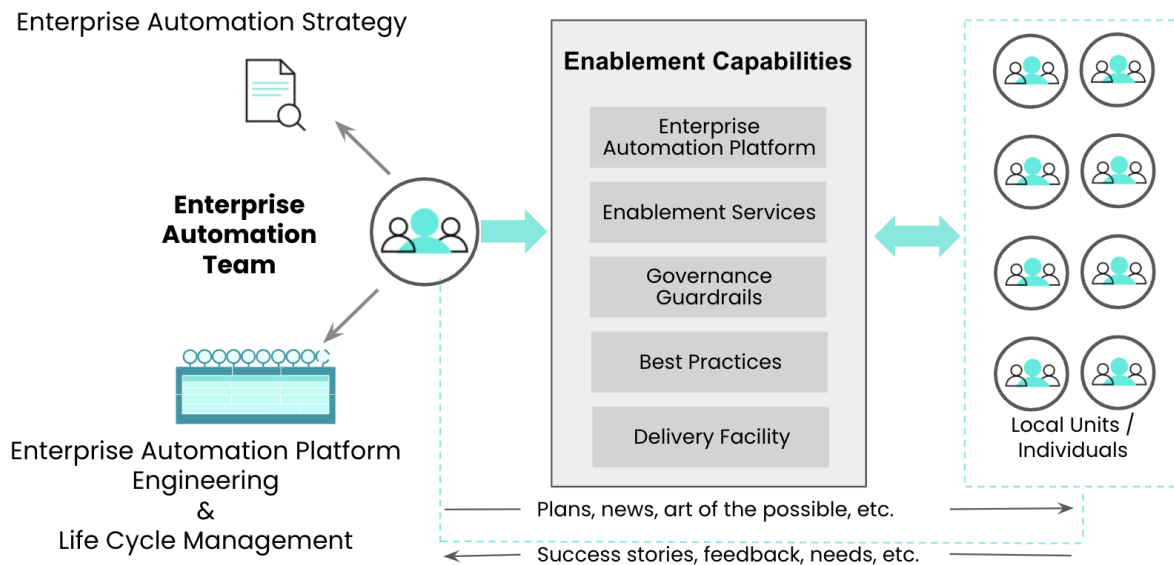 Enterprise Automation Strategy
Enterprise
Automation
Team
Enterprise Automation Platform
Engineering
&
Life Cycle Management
Enablement Capabilities
Enterprise
Automation Platform
Enablement Services
Governance
Guardrails
Best Practices
Delivery Facility
Local Units /
Individuals
Plans, news, art of the possible, etc.
Success stories, feedback, needs, etc.